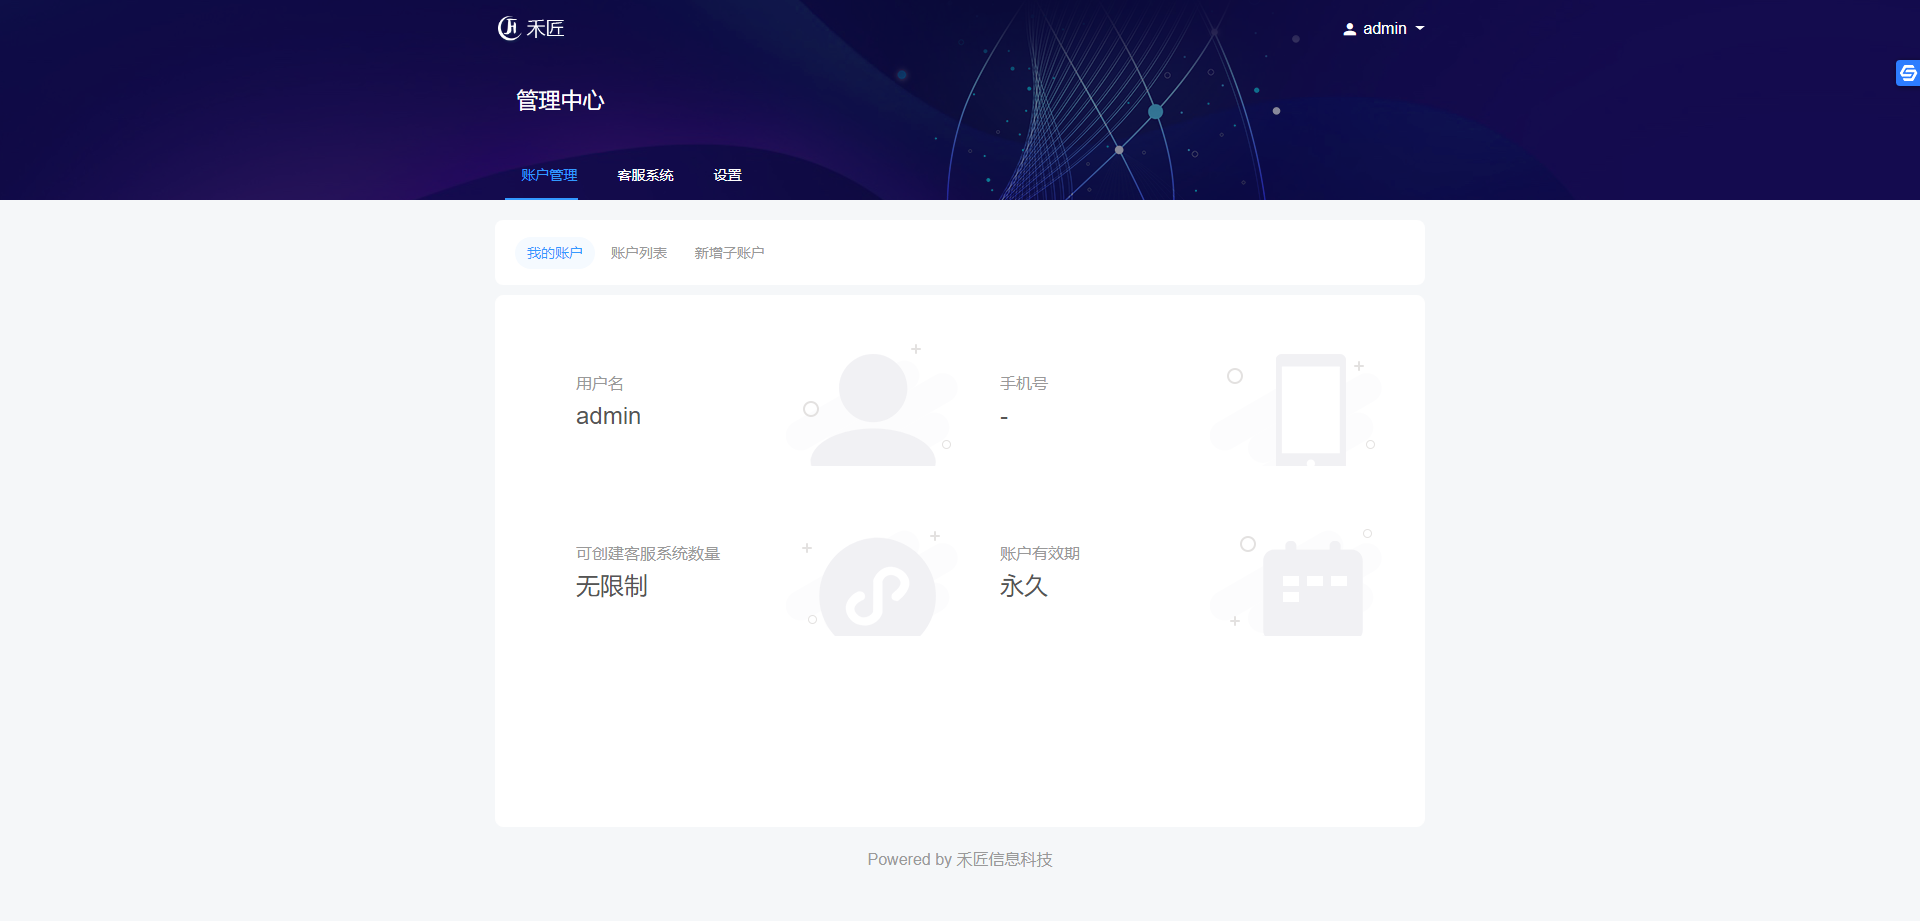 禾匠
admin
管理中心
账户管理 客服系统 设置
我的账户 账户列表 新增子账户
用户名
admin
手机号
-
可创建客服系统数量
无限制
账户有效期
永久
Powered by 禾匠信息科技